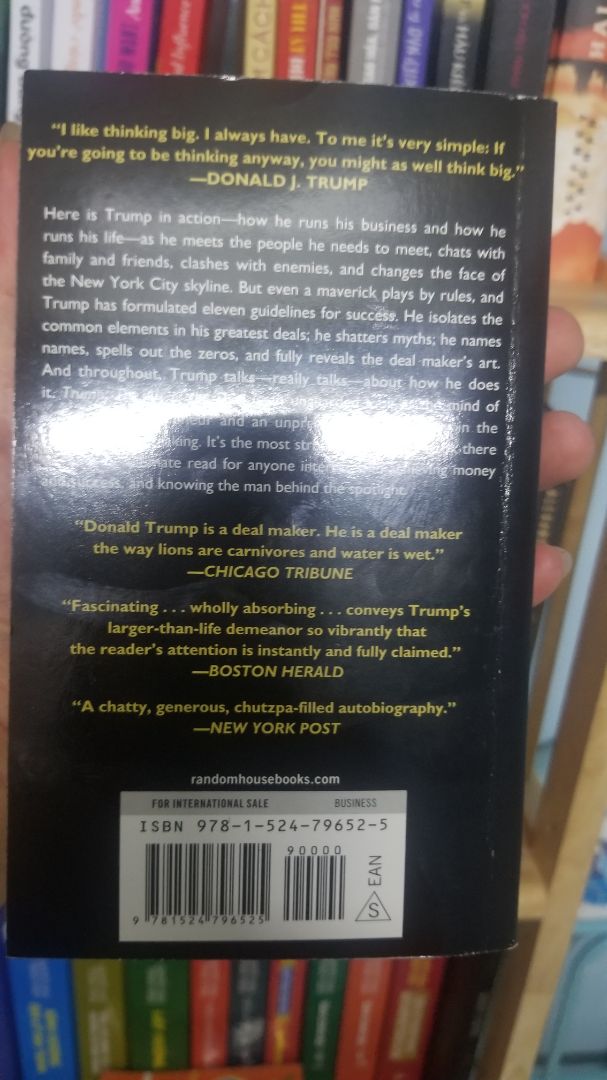 “I like thinking big. I always have. To me it’s very simple: If
you’re going to be thinking anyway, you might as well think big.”
—DONALD J. TRUMP
Here is Trump in action—how he runs his business and how he
runs his life—as he meets the people he needs to meet, chats with
family and friends, clashes with enemies, and changes the face of
the New York City skyline. But even a maverick plays by rules, and
Trump has formulated eleven guidelines for success. He isolates the
common elements in his greatest deals; he shatters myths; he names
names, spells out the zeros, and fully reveals the deal-maker’s art.
And throughout, Trump talks—really talks—about how he does
it. Trump: mind of
and an in the
king. It’s the most there
read for anyone money
and success, and knowing the man behind the spotlight.
“Donald Trump is a deal maker. He is a deal maker
the way lions are carnivores and water is wet.”
—CHICAGO TRIBUNE
“Fascinating . . . wholly absorbing . . . conveys Trump’s
larger-than-life demeanor so vibrantly that
the reader’s attention is instantly and fully claimed.”
—BOSTON HERALD
“A chatty, generous, chutzpa-filled autobiography.”
—NEW YORK POST
randomhousebooks.com
FOR INTERNATIONAL SALE BUSINESS
ISBN 978-1-524-79652-5
90000
9 781524 796525
S EAN